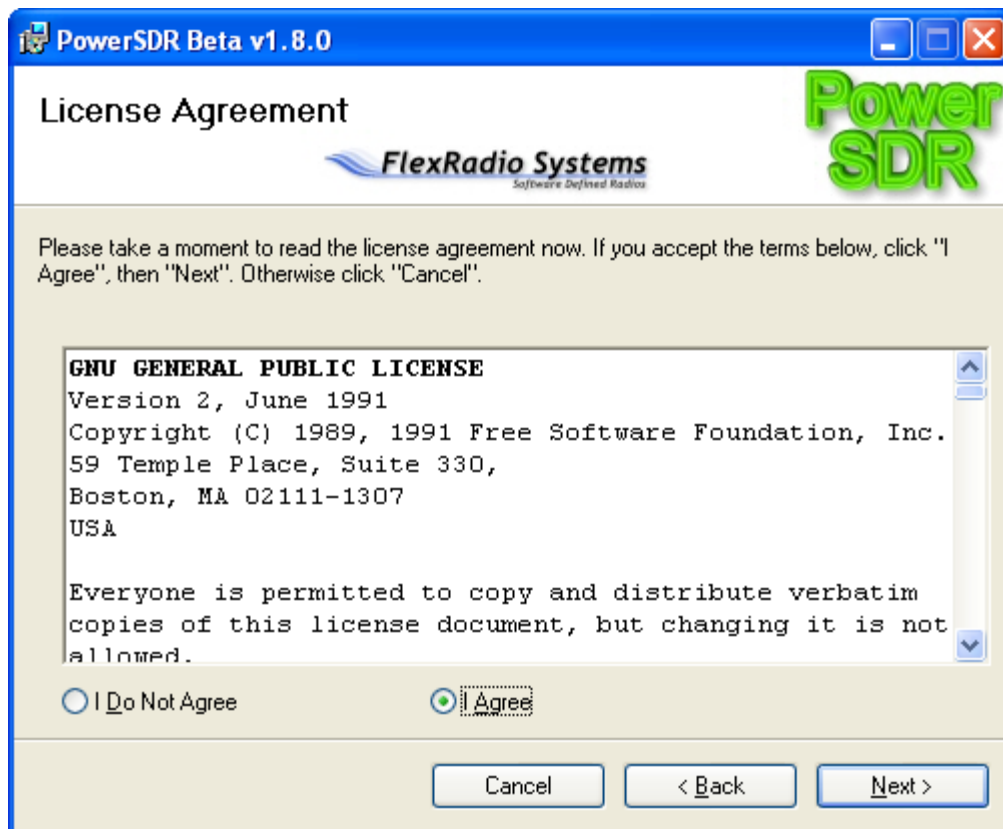 PowerSDR Beta v1.8.0
License Agreement
Power
SDR
FlexRadio Systems
Software Defined Radios
Please take a moment to read the license agreement now. If you accept the terms below, click "I
Agree", then "Next". Otherwise click "Cancel".
GNU GENERAL PUBLIC LICENSE
Version 2, June 1991
Copyright (C) 1989, 1991 Free Software Foundation, Inc.
59 Temple Place, Suite 330,
Boston, MA 02111-1307
USA
Everyone is permitted to copy and distribute verbatim
copies of this license document, but changing it is not
allowed.
I Do Not Agree I Agree
Cancel < Back Next >